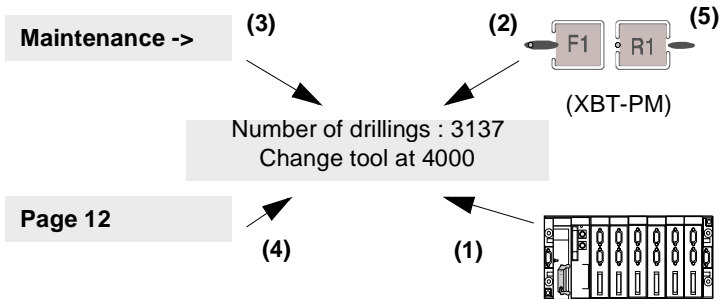 Maintenance ->
(3)
(2)
F1
R1
(5)
(XBT-PM)
Number of drillings : 3137
Change tool at 4000
Page 12
(4)
(1)